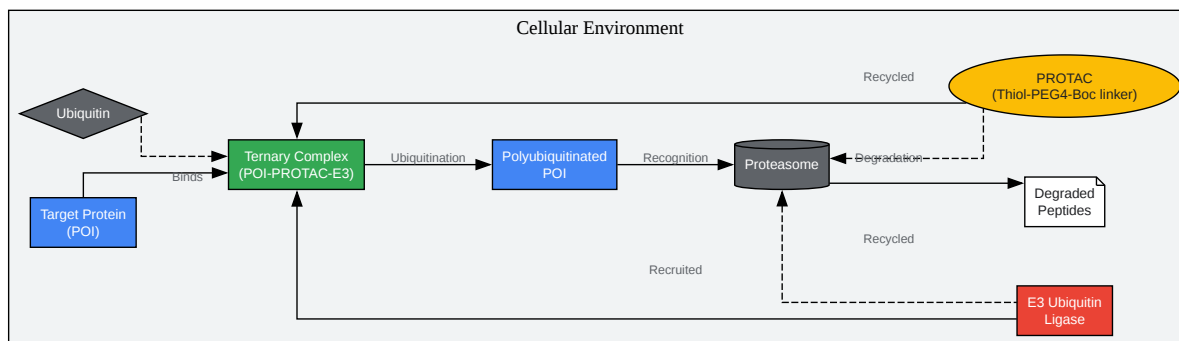 Cellular Environment
Recycled
PROTAC
(Thiol-PEG4-Boc linker)
Ubiquitin
Ternary Complex
(POI-PROTAC-E3)
Ubiquitination
Polyubiquitinated
POI
Recognition
Proteasome
Degradation
Binds
Target Protein
(POI)
Degraded
Peptides
Recycled
Recruited
E3 Ubiquitin
Ligase